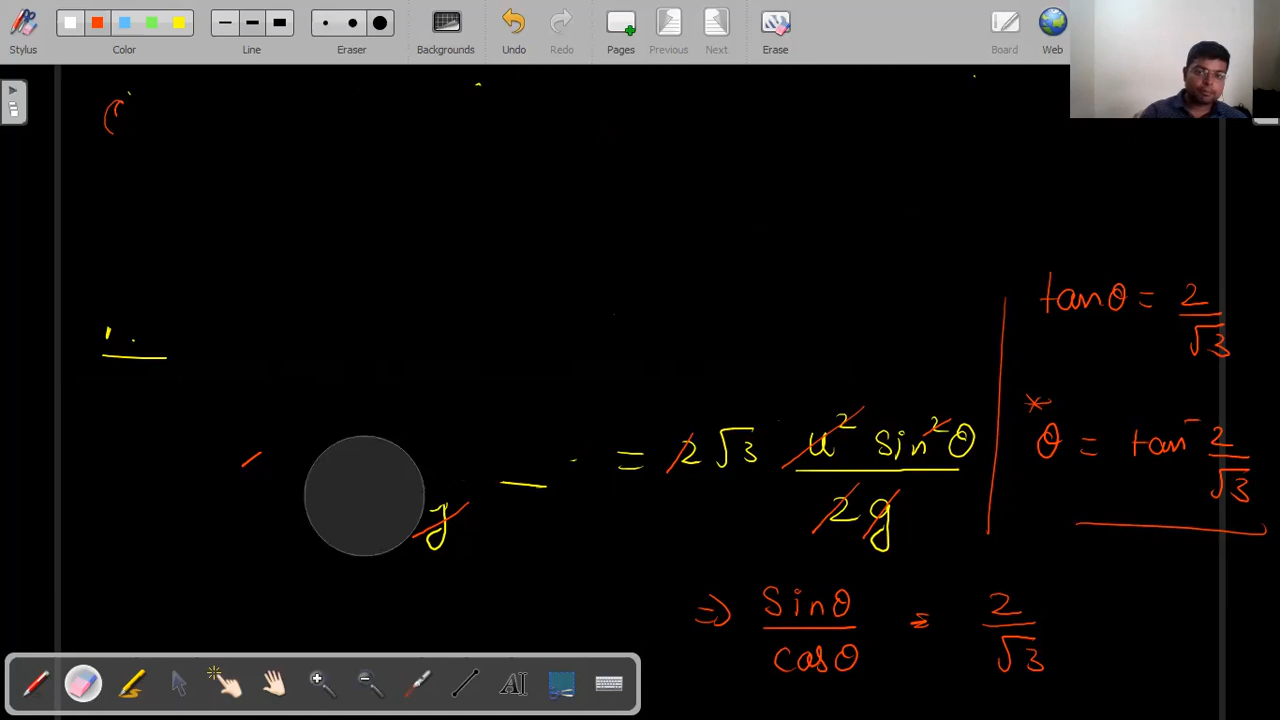 Stylus Color Line Eraser Backgrounds Undo Redo Pages Previous Next Erase Board Web
tanθ = 2/√3
*
θ = tan⁻ 2/√3
g = 2√3 u² sin²θ / 2g
⇒ sinθ/cosθ = 2/√3
AI